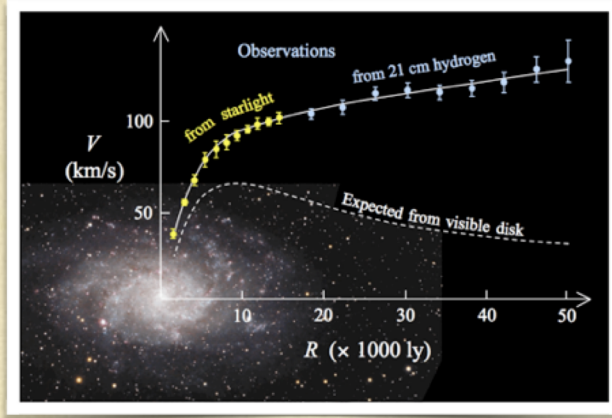 Observations
from starlight
from 21 cm hydrogen
100
V
(km/s)
50
Expected from visible disk
10
20
30
40
50
R (× 1000 ly)